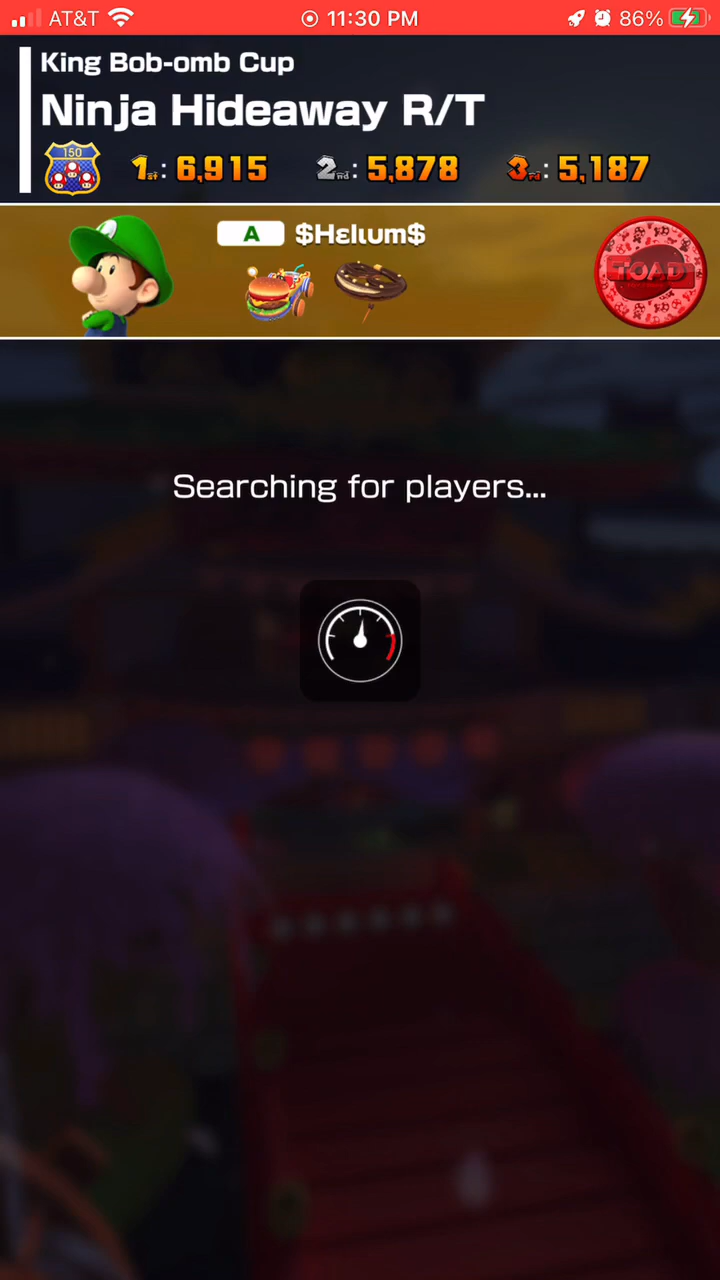 AT&T 11:30 PM 86%
King Bob-omb Cup
Ninja Hideaway R/T
150 1st: 6,915 2nd: 5,878 3rd: 5,187
A $Hεlιυm$
TOAD
Searching for players...